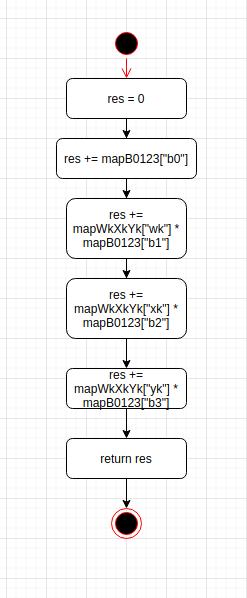 res = 0
res += mapB0123["b0"]
res +=
mapWkXkYk["wk"] *
mapB0123["b1"]
res +=
mapWkXkYk["xk"] *
mapB0123["b2"]
res +=
mapWkXkYk["yk"] *
mapB0123["b3"]
return res